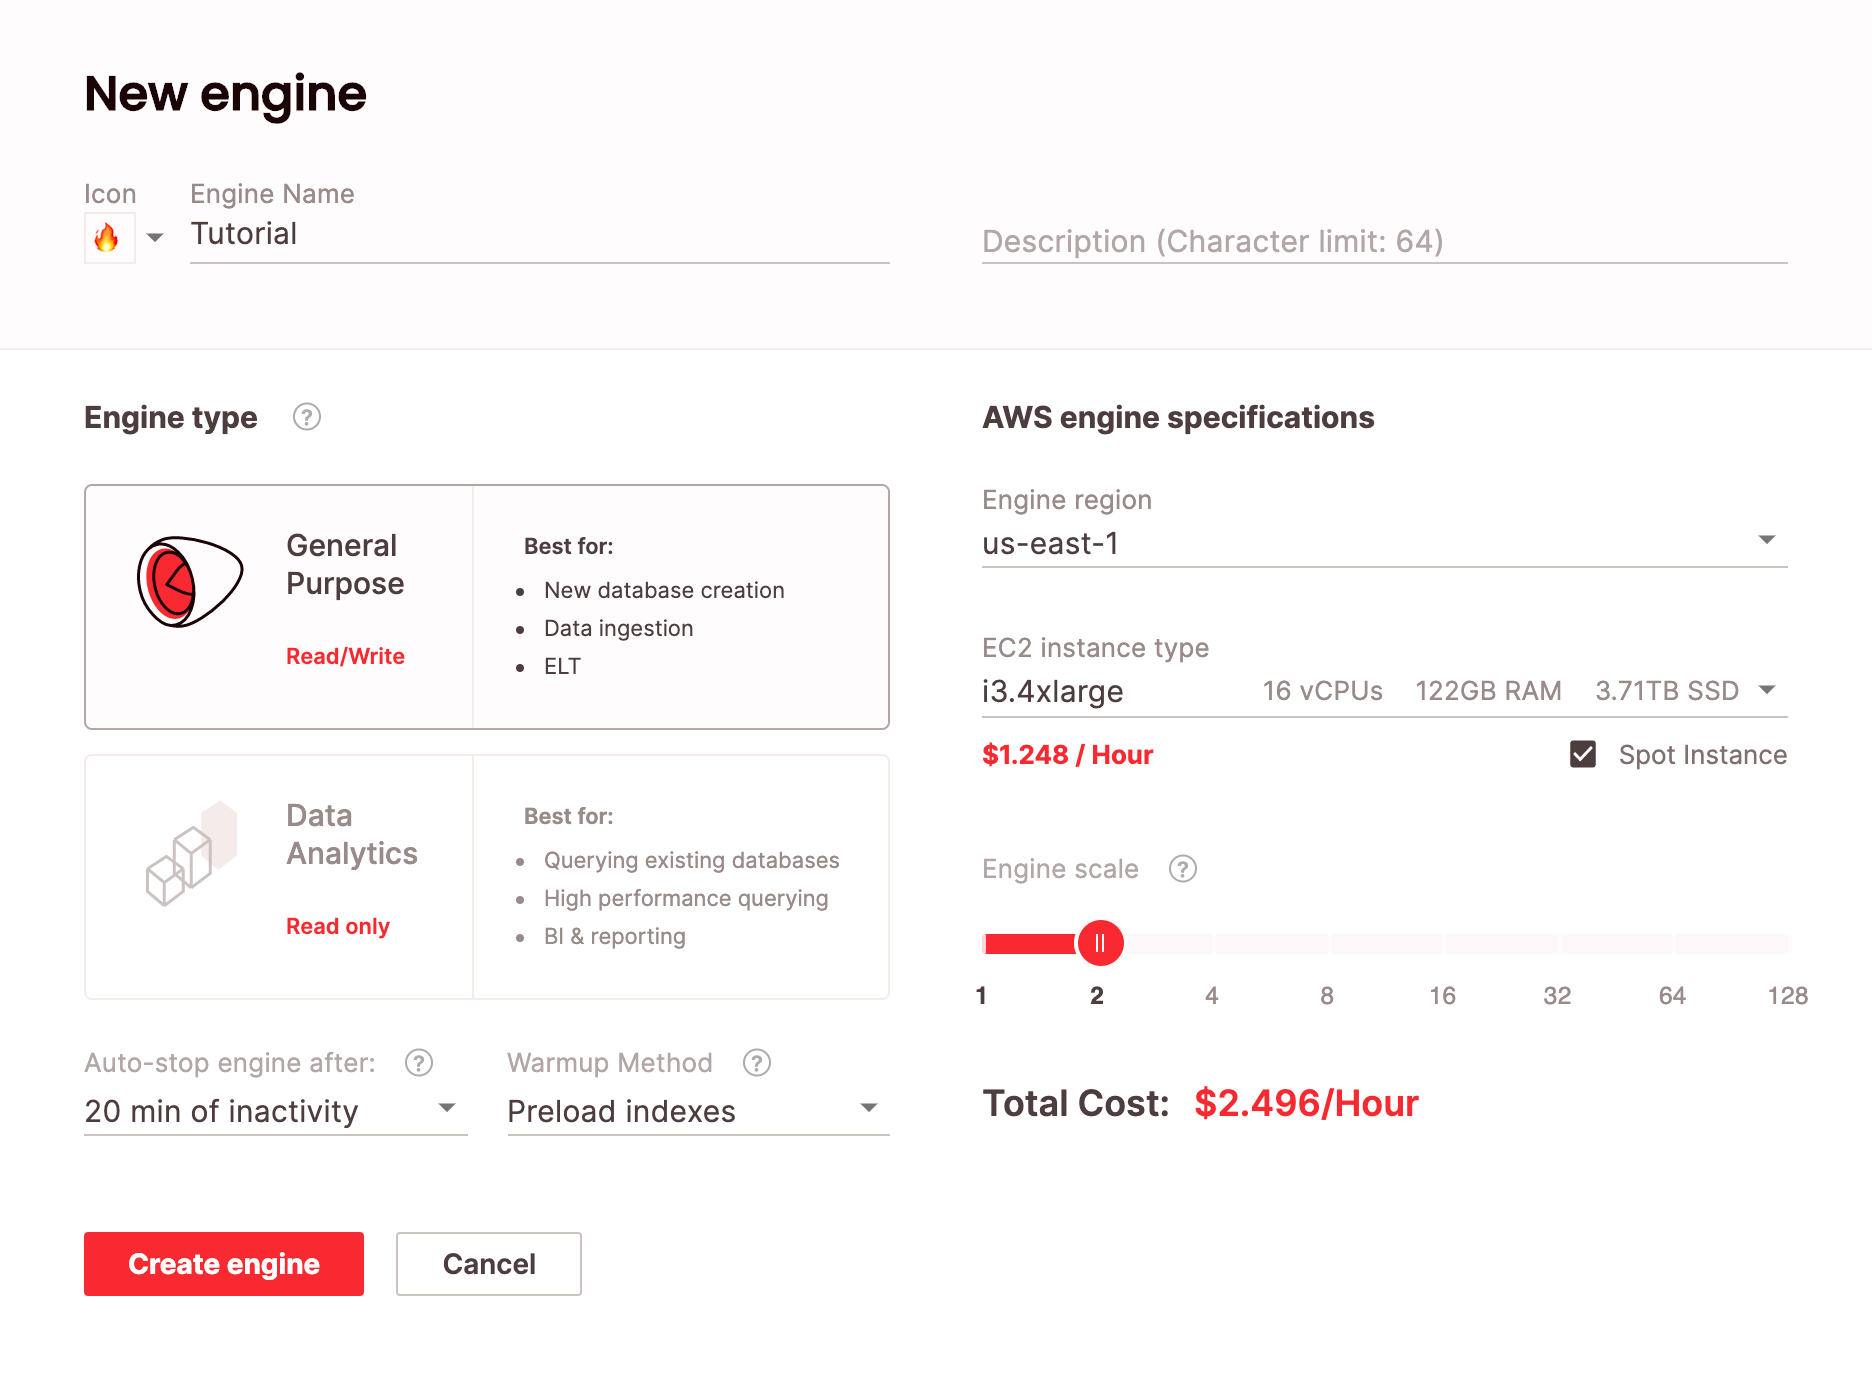 New engine
Icon
Engine Name
Tutorial
Description (Character limit: 64)
Engine type
?
General
Purpose
Read/Write
Best for:
• New database creation
• Data ingestion
• ELT
Data
Analytics
Read only
Best for:
• Querying existing databases
• High performance querying
• BI & reporting
Auto-stop engine after:
?
20 min of inactivity
Warmup Method
?
Preload indexes
AWS engine specifications
Engine region
us-east-1
EC2 instance type
i3.4xlarge 16 vCPUs 122GB RAM 3.71TB SSD
$1.248 / Hour
Spot Instance
Engine scale
?
1 2 4 8 16 32 64 128
Total Cost: $2.496/Hour
Create engine
Cancel